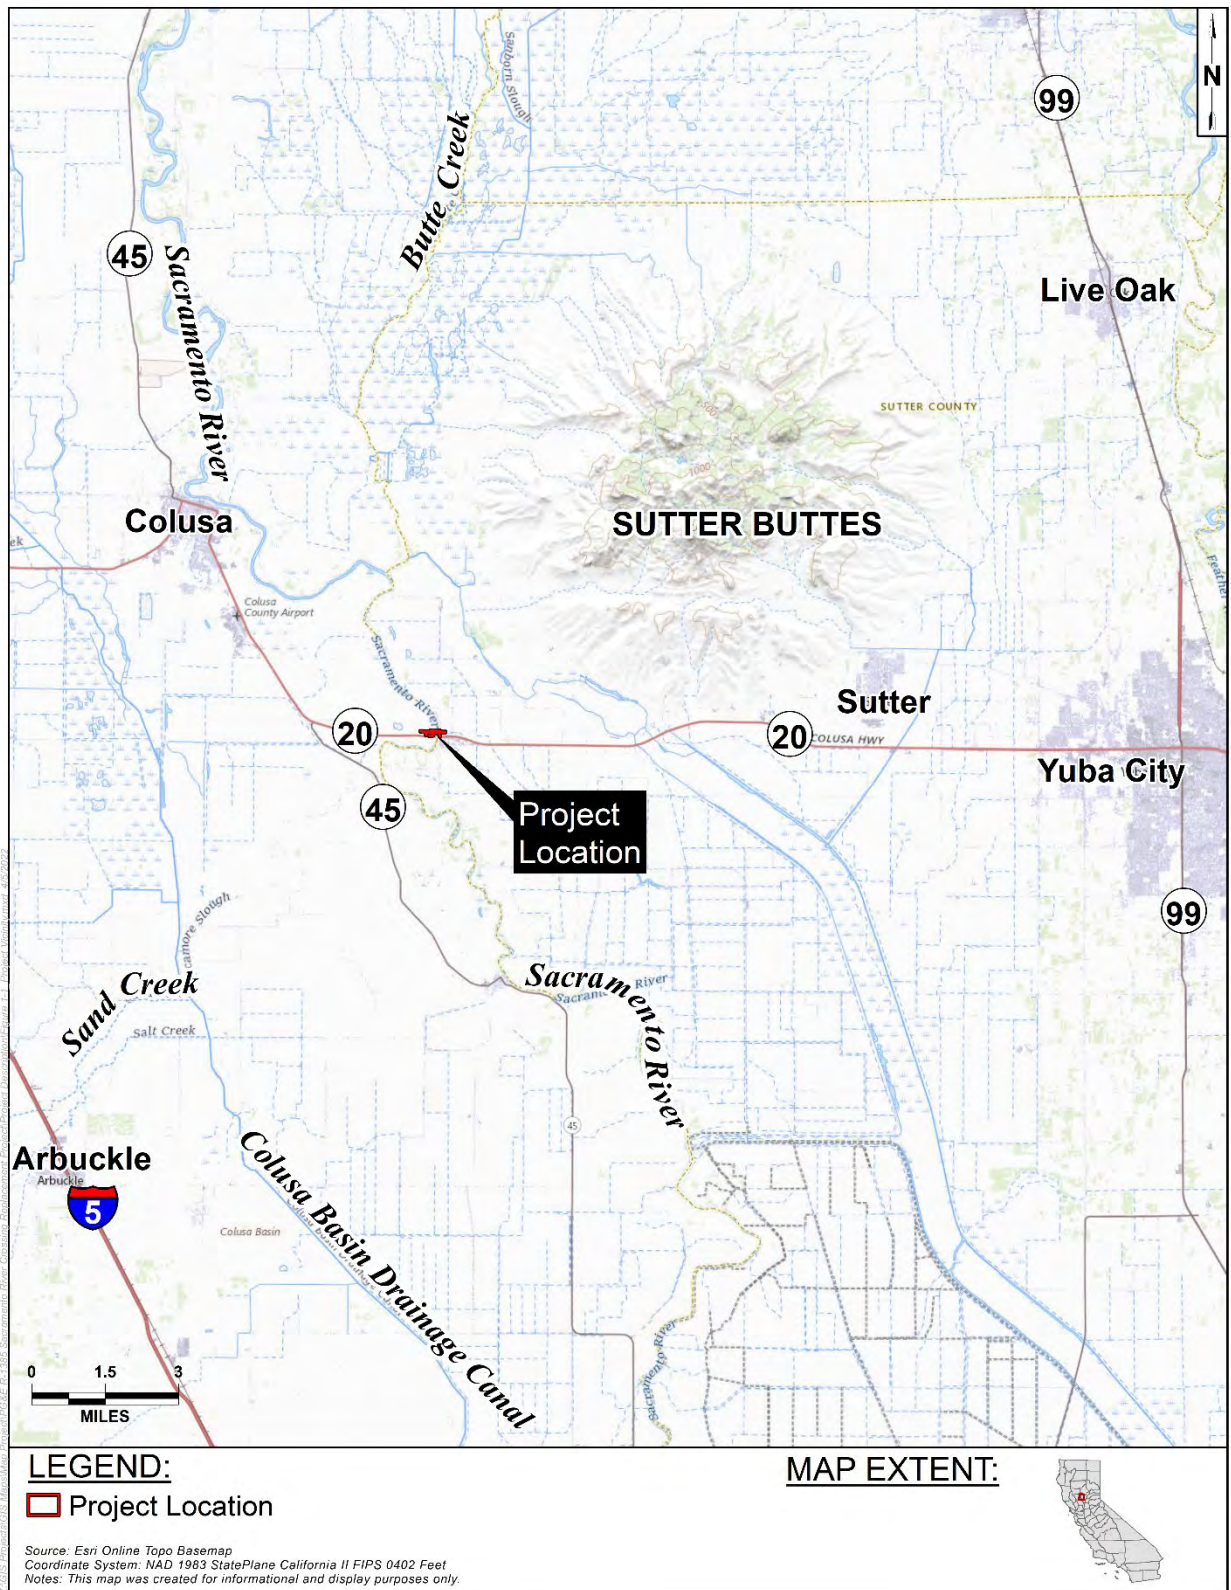 N
Sanborn Slough
99
Butte Creek
45
Sacramento River
Live Oak
SUTTER COUNTY
1000
SUTTER BUTTES
Colusa
Colusa
County Airport
Feather
Sacramento River
Sutter
20
20
COLUSA HWY
Yuba City
45
Project
Location
99
Sand Creek
Salt Creek
Sacramento River
Sacramento River
45
Arbuckle
Arbuckle
5
Colusa Basin
Colusa Basin Drainage Canal
Sacramento River
0 1.5 3
MILES
LEGEND:
Project Location
MAP EXTENT:
Source: Esri Online Topo Basemap
Coordinate System: NAD 1983 StatePlane California II FIPS 0402 Feet
Notes: This map was created for informational and display purposes only.